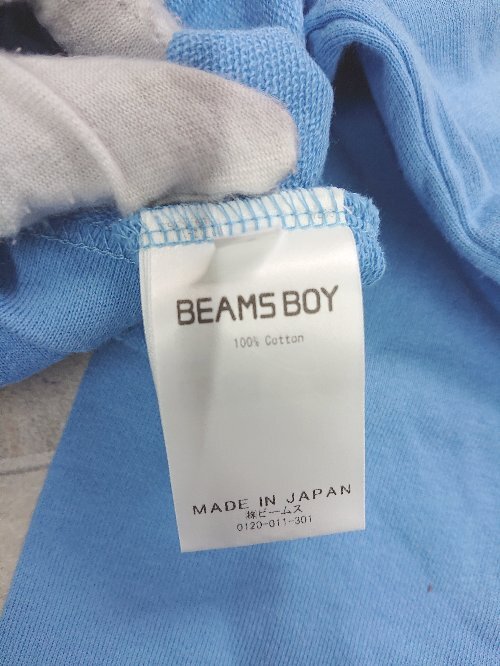 BEAMS BOY
100% Cotton
MADE IN JAPAN
㈱ビームス
0120-011-301